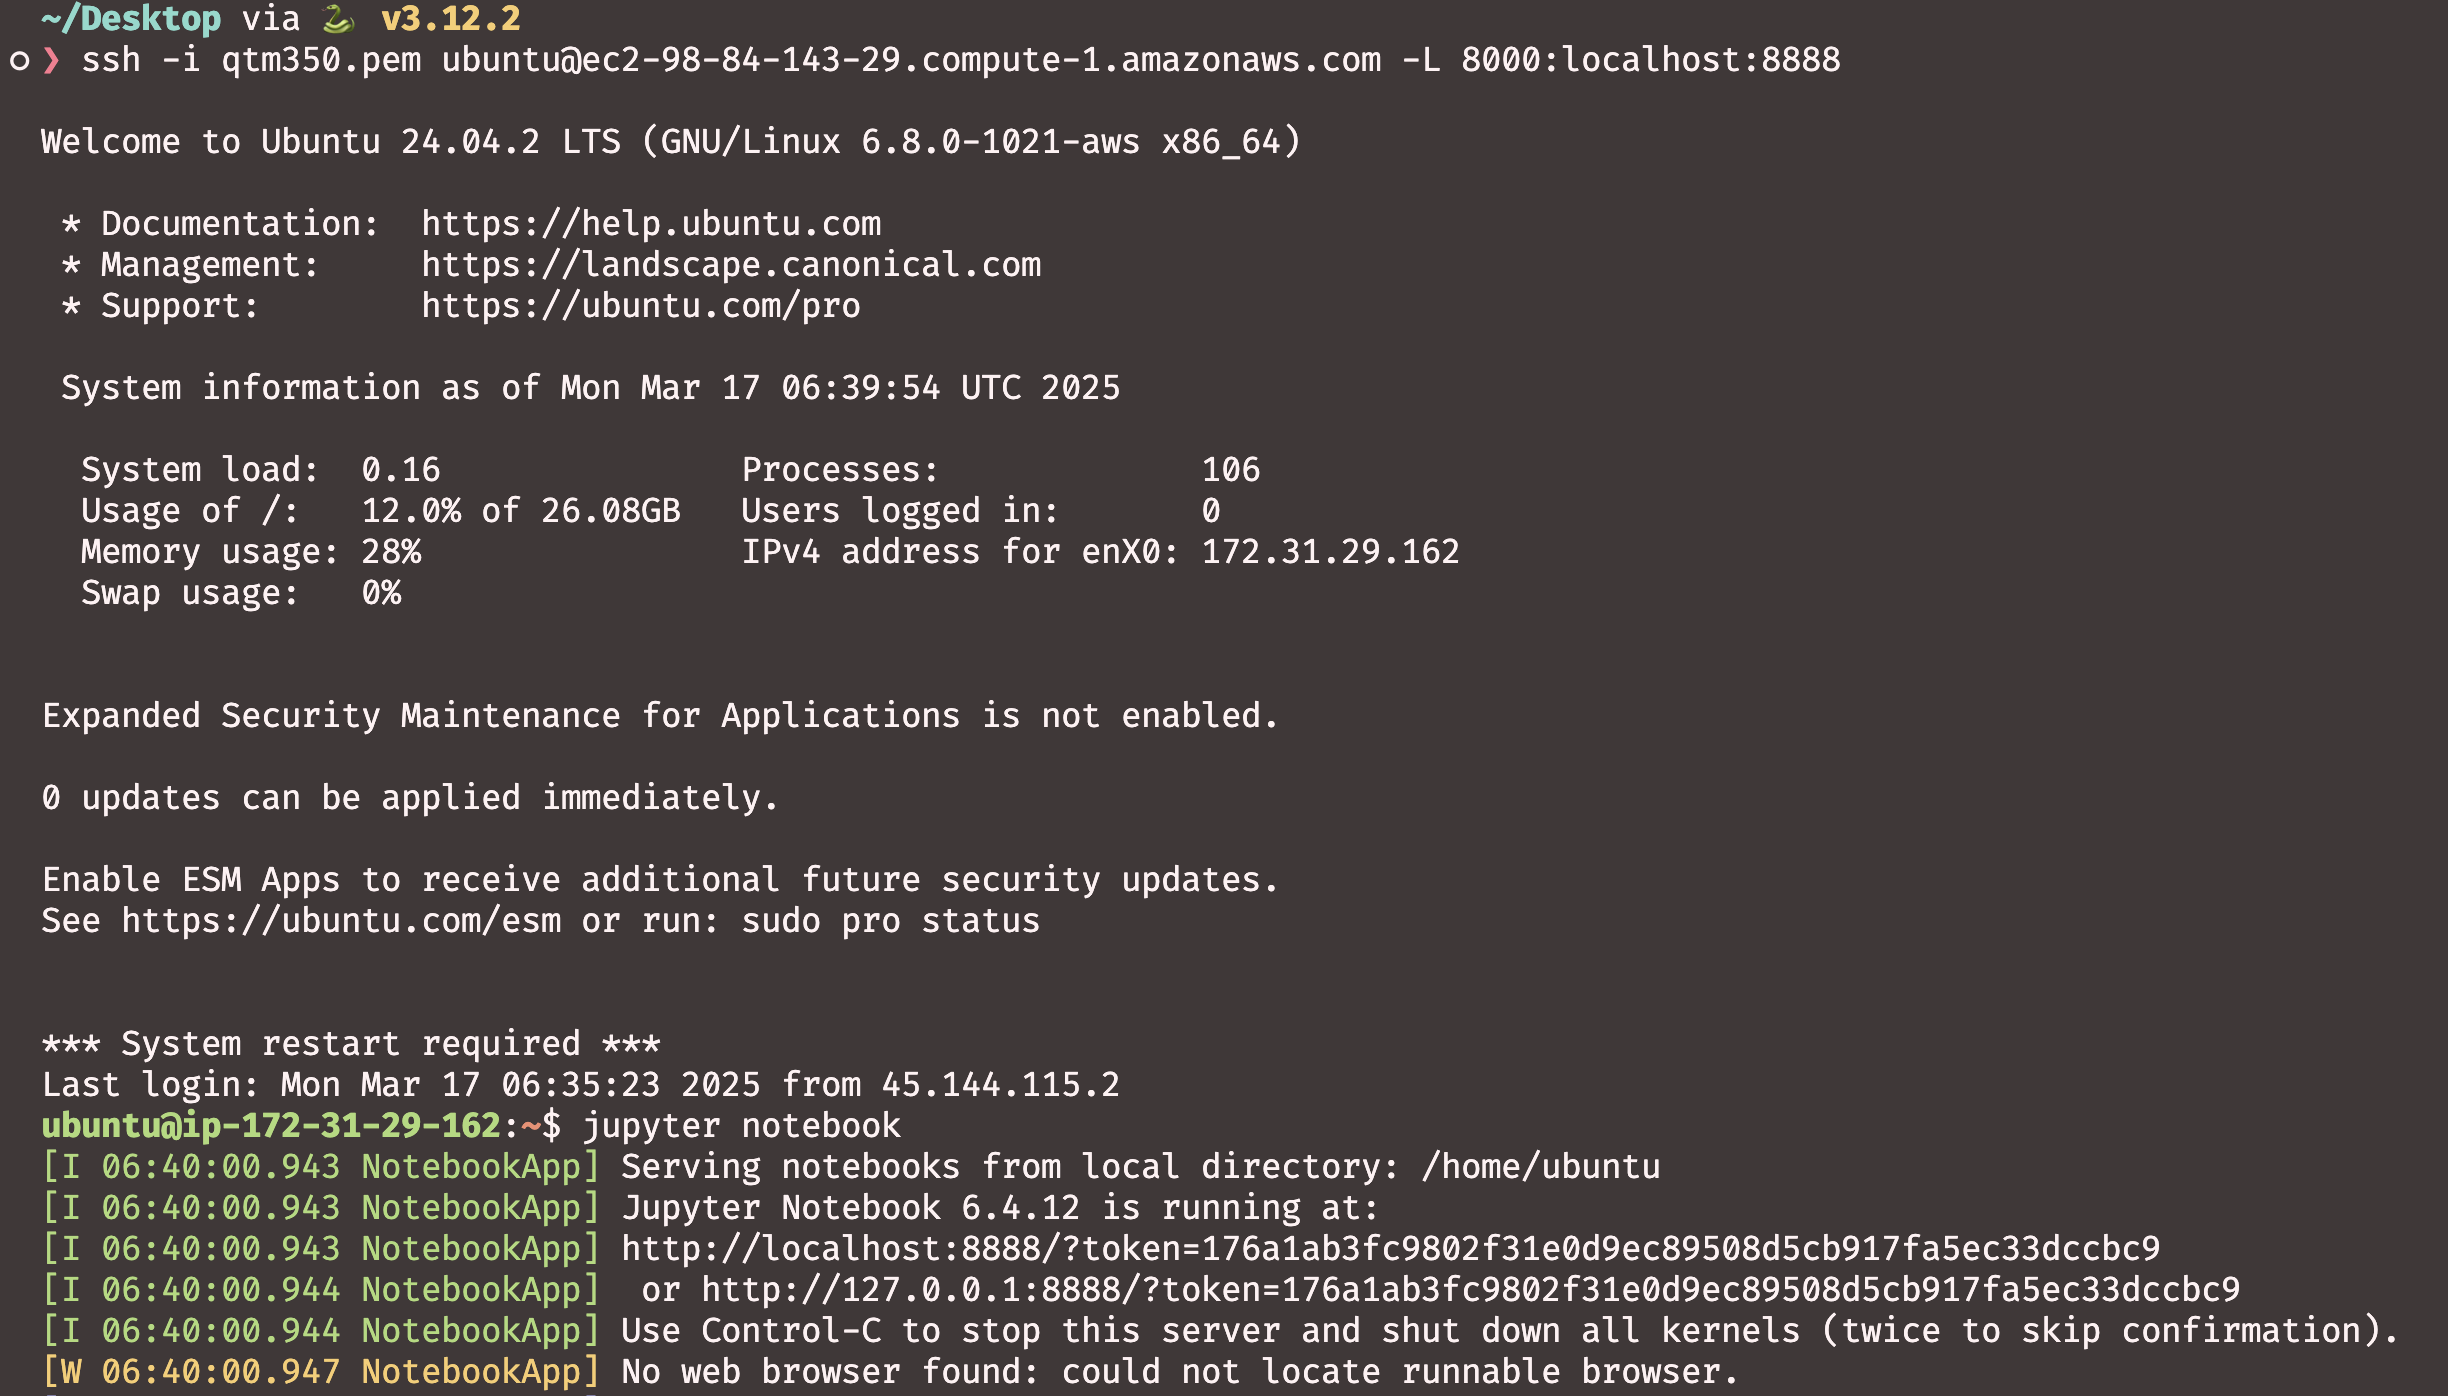 ~/Desktop via 🐍 v3.12.2
❯ ssh -i qtm350.pem ubuntu@ec2-98-84-143-29.compute-1.amazonaws.com -L 8000:localhost:8888
Welcome to Ubuntu 24.04.2 LTS (GNU/Linux 6.8.0-1021-aws x86_64)
* Documentation:  https://help.ubuntu.com
* Management:     https://landscape.canonical.com
* Support:        https://ubuntu.com/pro
System information as of Mon Mar 17 06:39:54 UTC 2025
System load:  0.16               Processes:             106
Usage of /:   12.0% of 26.08GB   Users logged in:       0
Memory usage: 28%                IPv4 address for enX0: 172.31.29.162
Swap usage:   0%
Expanded Security Maintenance for Applications is not enabled.
0 updates can be applied immediately.
Enable ESM Apps to receive additional future security updates.
See https://ubuntu.com/esm or run: sudo pro status
*** System restart required ***
Last login: Mon Mar 17 06:35:23 2025 from 45.144.115.2
ubuntu@ip-172-31-29-162:~$ jupyter notebook
[I 06:40:00.943 NotebookApp] Serving notebooks from local directory: /home/ubuntu
[I 06:40:00.943 NotebookApp] Jupyter Notebook 6.4.12 is running at:
[I 06:40:00.943 NotebookApp] http://localhost:8888/?token=176a1ab3fc9802f31e0d9ec89508d5cb917fa5ec33dccbc9
[I 06:40:00.944 NotebookApp]  or http://127.0.0.1:8888/?token=176a1ab3fc9802f31e0d9ec89508d5cb917fa5ec33dccbc9
[I 06:40:00.944 NotebookApp] Use Control-C to stop this server and shut down all kernels (twice to skip confirmation).
[W 06:40:00.947 NotebookApp] No web browser found: could not locate runnable browser.